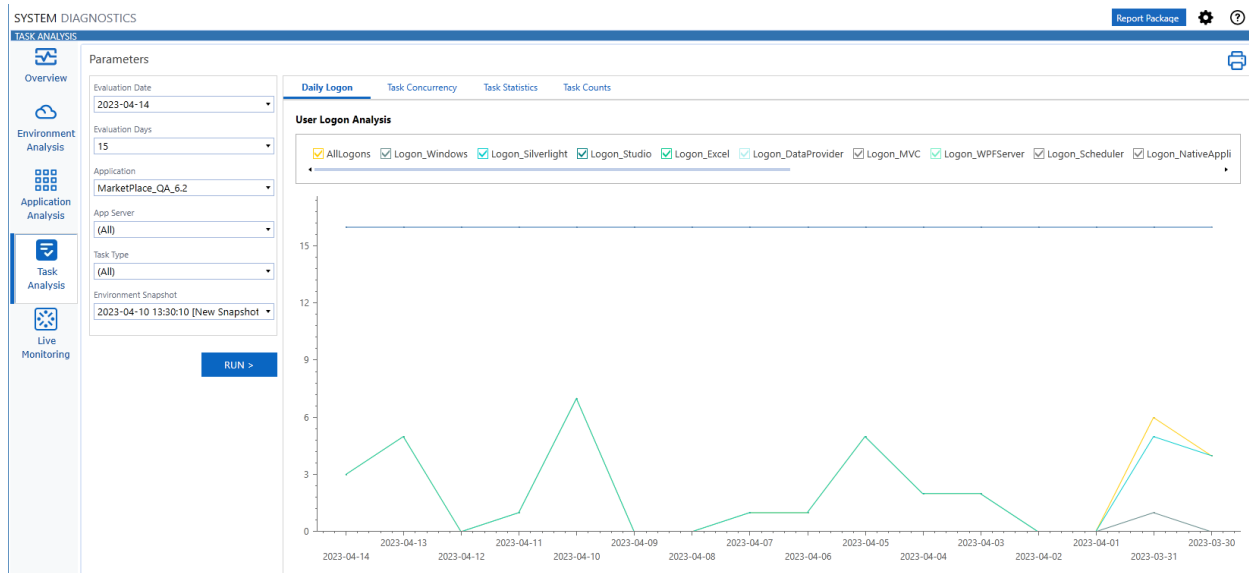 SYSTEM DIAGNOSTICS
Report Package
TASK ANALYSIS
Overview
Environment
Analysis
Application
Analysis
Task
Analysis
Live
Monitoring
Parameters
Evaluation Date
2023-04-14
Evaluation Days
15
Application
MarketPlace_QA_6.2
App Server
(All)
Task Type
(All)
Environment Snapshot
2023-04-10 13:30:10 [New Snapshot
RUN >
Daily Logon Task Concurrency Task Statistics Task Counts
User Logon Analysis
AllLogons Logon_Windows Logon_Silverlight Logon_Studio Logon_Excel Logon_DataProvider Logon_MVC Logon_WPFServer Logon_Scheduler Logon_NativeAppli
15
12
9
6
3
0
2023-04-13 2023-04-11 2023-04-09 2023-04-07 2023-04-05 2023-04-03 2023-04-01 2023-03-30
2023-04-14 2023-04-12 2023-04-10 2023-04-08 2023-04-06 2023-04-04 2023-04-02 2023-03-31